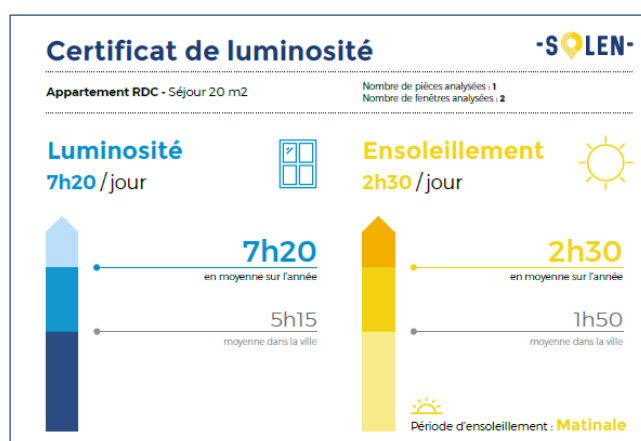 Certificat de luminosité
-SOLEN-
Appartement RDC - Séjour 20 m2
Nombre de pièces analysées : 1
Nombre de fenêtres analysées : 2
Luminosité
7h20 / jour
7h20
en moyenne sur l'année
5h15
moyenne dans la ville
Ensoleillement
2h30 / jour
2h30
en moyenne sur l'année
1h50
moyenne dans la ville
Période d'ensoleillement : Matinale